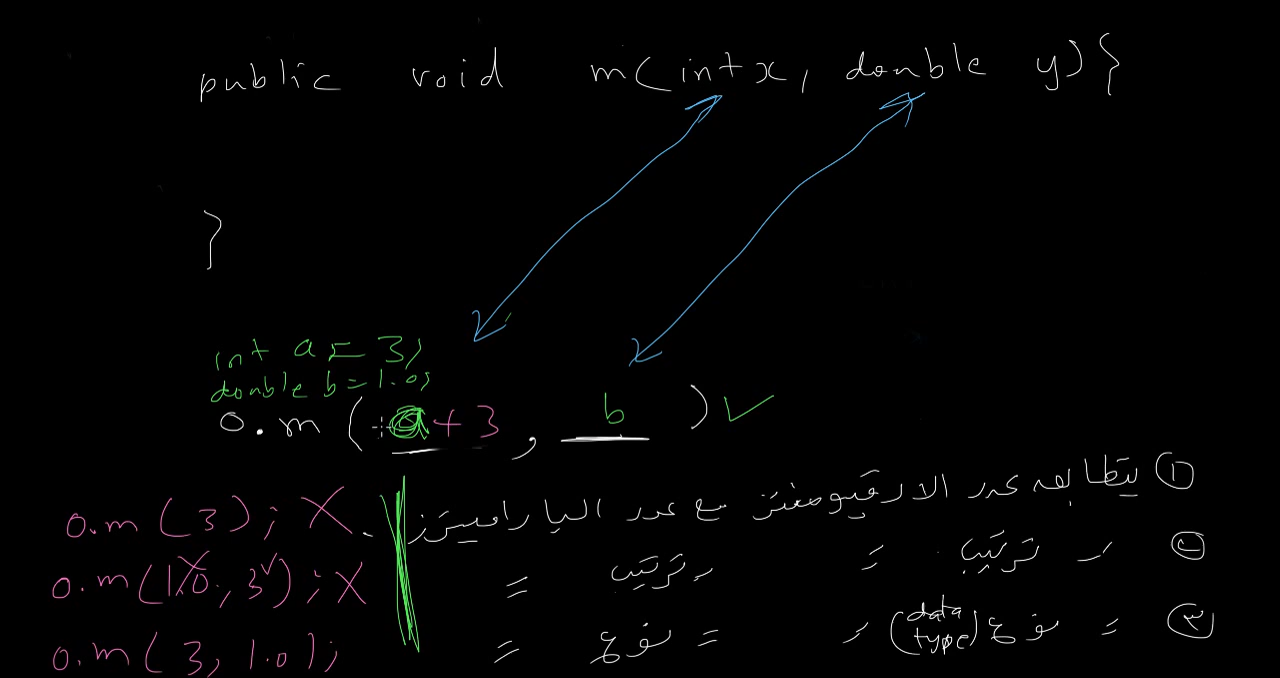 public void m(int x, double y){
}
int a = 3;
double b = 1.0;
o.m(a+3, b) ✓
① يتطابق عدد الارقيومنتز مع عدد الباراميترز.
② = ترتيب = = ترتيب =
③ = نوع (data type) = = نوع =
o.m(3); X
o.m(1.0, 3); X
o.m(3, 1.0);